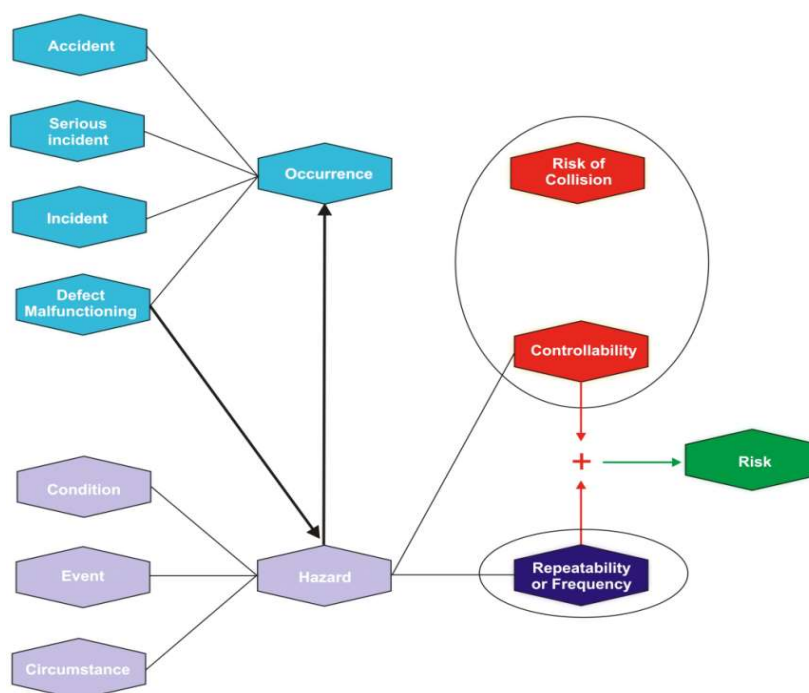 Accident
Serious
incident
Incident
Defect
Malfunctioning
Occurrence
Risk of
Collision
Controllability
+
Risk
Condition
Event
Circumstance
Hazard
Repeatability
or Frequency